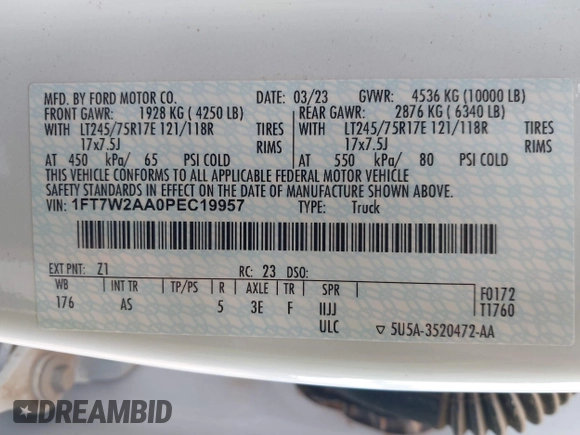 MFD. BY FORD MOTOR CO. DATE: 03/23 GVWR: 4536 KG (10000 LB)
FRONT GAWR: 1928 KG ( 4250 LB) REAR GAWR: 2876 KG ( 6340 LB)
WITH LT245/75R17E 121/118R TIRES WITH LT245/75R17E 121/118R TIRES
17x7.5J RIMS 17x7.5J RIMS
AT 450 kPa/ 65 PSI COLD AT 550 kPa/ 80 PSI COLD
THIS VEHICLE CONFORMS TO ALL APPLICABLE FEDERAL MOTOR VEHICLE
SAFETY STANDARDS IN EFFECT ON THE DATE OF MANUFACTURE SHOWN ABOVE.
VIN: 1FT7W2AA0PEC19957 TYPE: Truck
EXT PNT: Z1 RC: 23 DSO:
WB INT TR TP/PS R AXLE TR SPR F0172
176 AS 5 3E F IIJJ T1760
ULC ▽ 5U5A-3520472-AA
DREAMBID